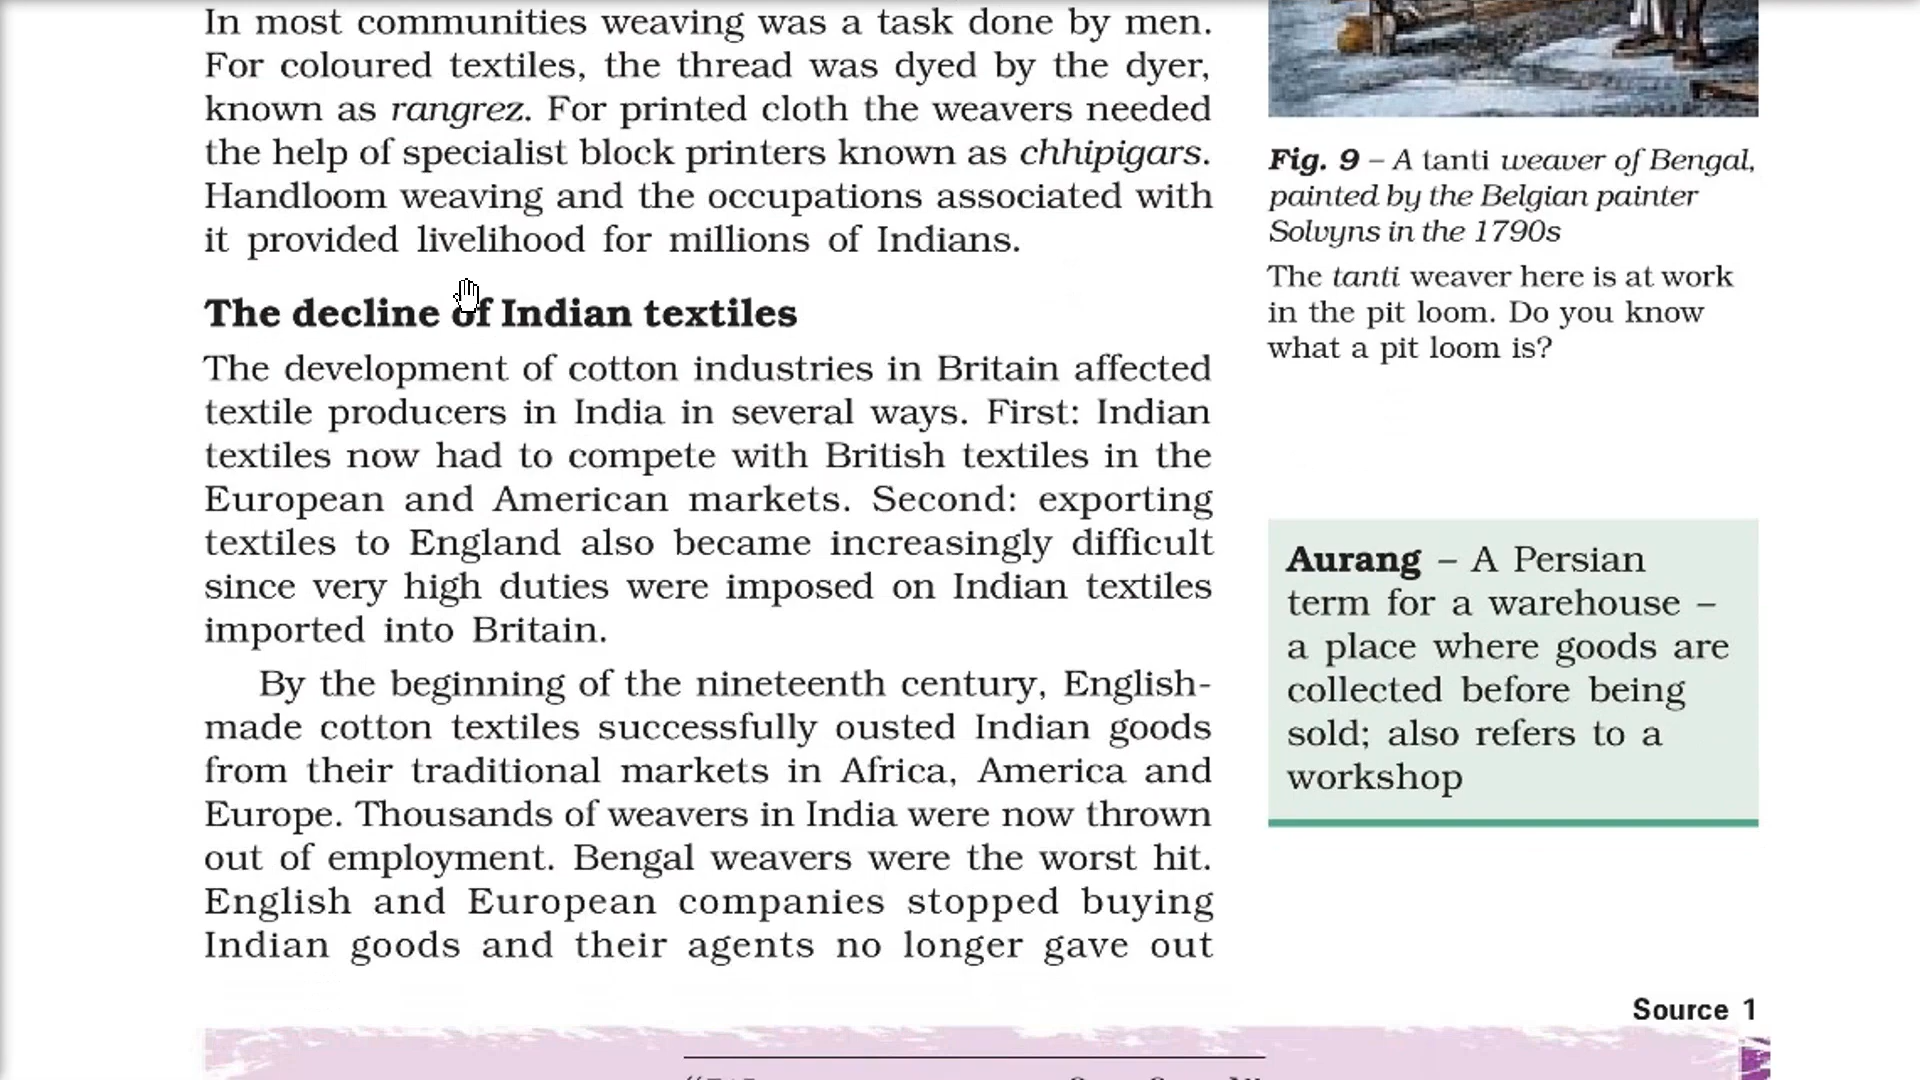 In most communities weaving was a task done by men.
For coloured textiles, the thread was dyed by the dyer,
known as rangrez. For printed cloth the weavers needed
the help of specialist block printers known as chhipigars.
Handloom weaving and the occupations associated with
it provided livelihood for millions of Indians.
The decline of Indian textiles
The development of cotton industries in Britain affected
textile producers in India in several ways. First: Indian
textiles now had to compete with British textiles in the
European and American markets. Second: exporting
textiles to England also became increasingly difficult
since very high duties were imposed on Indian textiles
imported into Britain.
By the beginning of the nineteenth century, English-
made cotton textiles successfully ousted Indian goods
from their traditional markets in Africa, America and
Europe. Thousands of weavers in India were now thrown
out of employment. Bengal weavers were the worst hit.
English and European companies stopped buying
Indian goods and their agents no longer gave out
Fig. 9 – A tanti weaver of Bengal,
painted by the Belgian painter
Solvyns in the 1790s
The tanti weaver here is at work
in the pit loom. Do you know
what a pit loom is?
Aurang – A Persian
term for a warehouse –
a place where goods are
collected before being
sold; also refers to a
workshop
Source 1